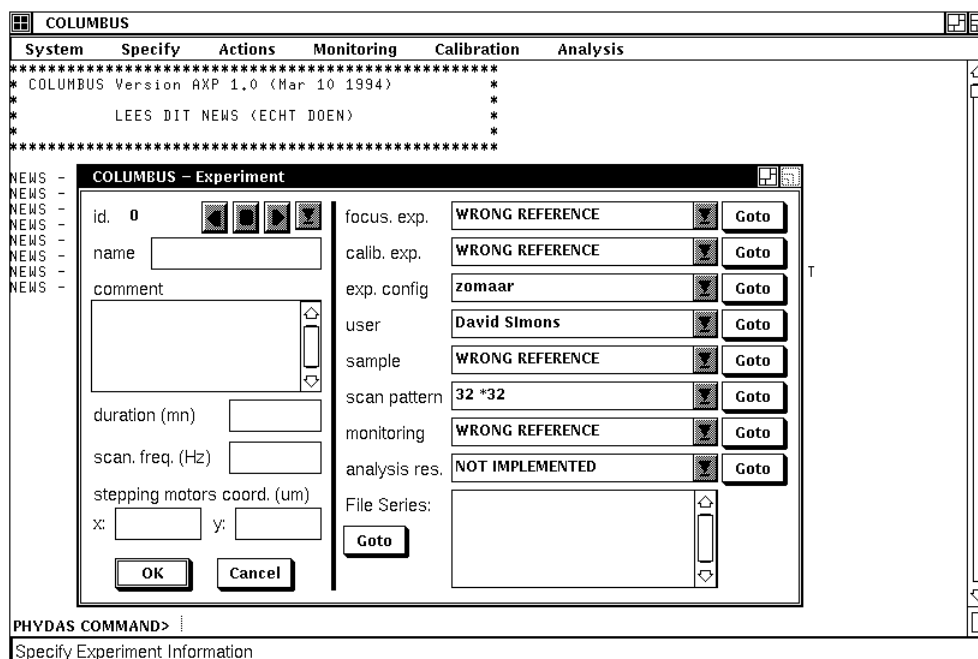 COLUMBUS
System Specify Actions Monitoring Calibration Analysis
****************************************************
* COLUMBUS Version AXP 1.0 (Mar 10 1994) *
* *
* LEES DIT NEWS (ECHT DOEN) *
* *
****************************************************
NEWS -
NEWS -
NEWS -
NEWS -
NEWS -
NEWS -
NEWS -
NEWS -
T
COLUMBUS – Experiment
id. 0
name
comment
duration (mn)
scan. freq. (Hz)
stepping motors coord. (um)
x: y:
OK Cancel
focus. exp. WRONG REFERENCE Goto
calib. exp. WRONG REFERENCE Goto
exp. config zomaar Goto
user David SImons Goto
sample WRONG REFERENCE Goto
scan pattern 32 *32 Goto
monitoring WRONG REFERENCE Goto
analysis res. NOT IMPLEMENTED Goto
File Series:
Goto
PHYDAS COMMAND>
Specify Experiment Information